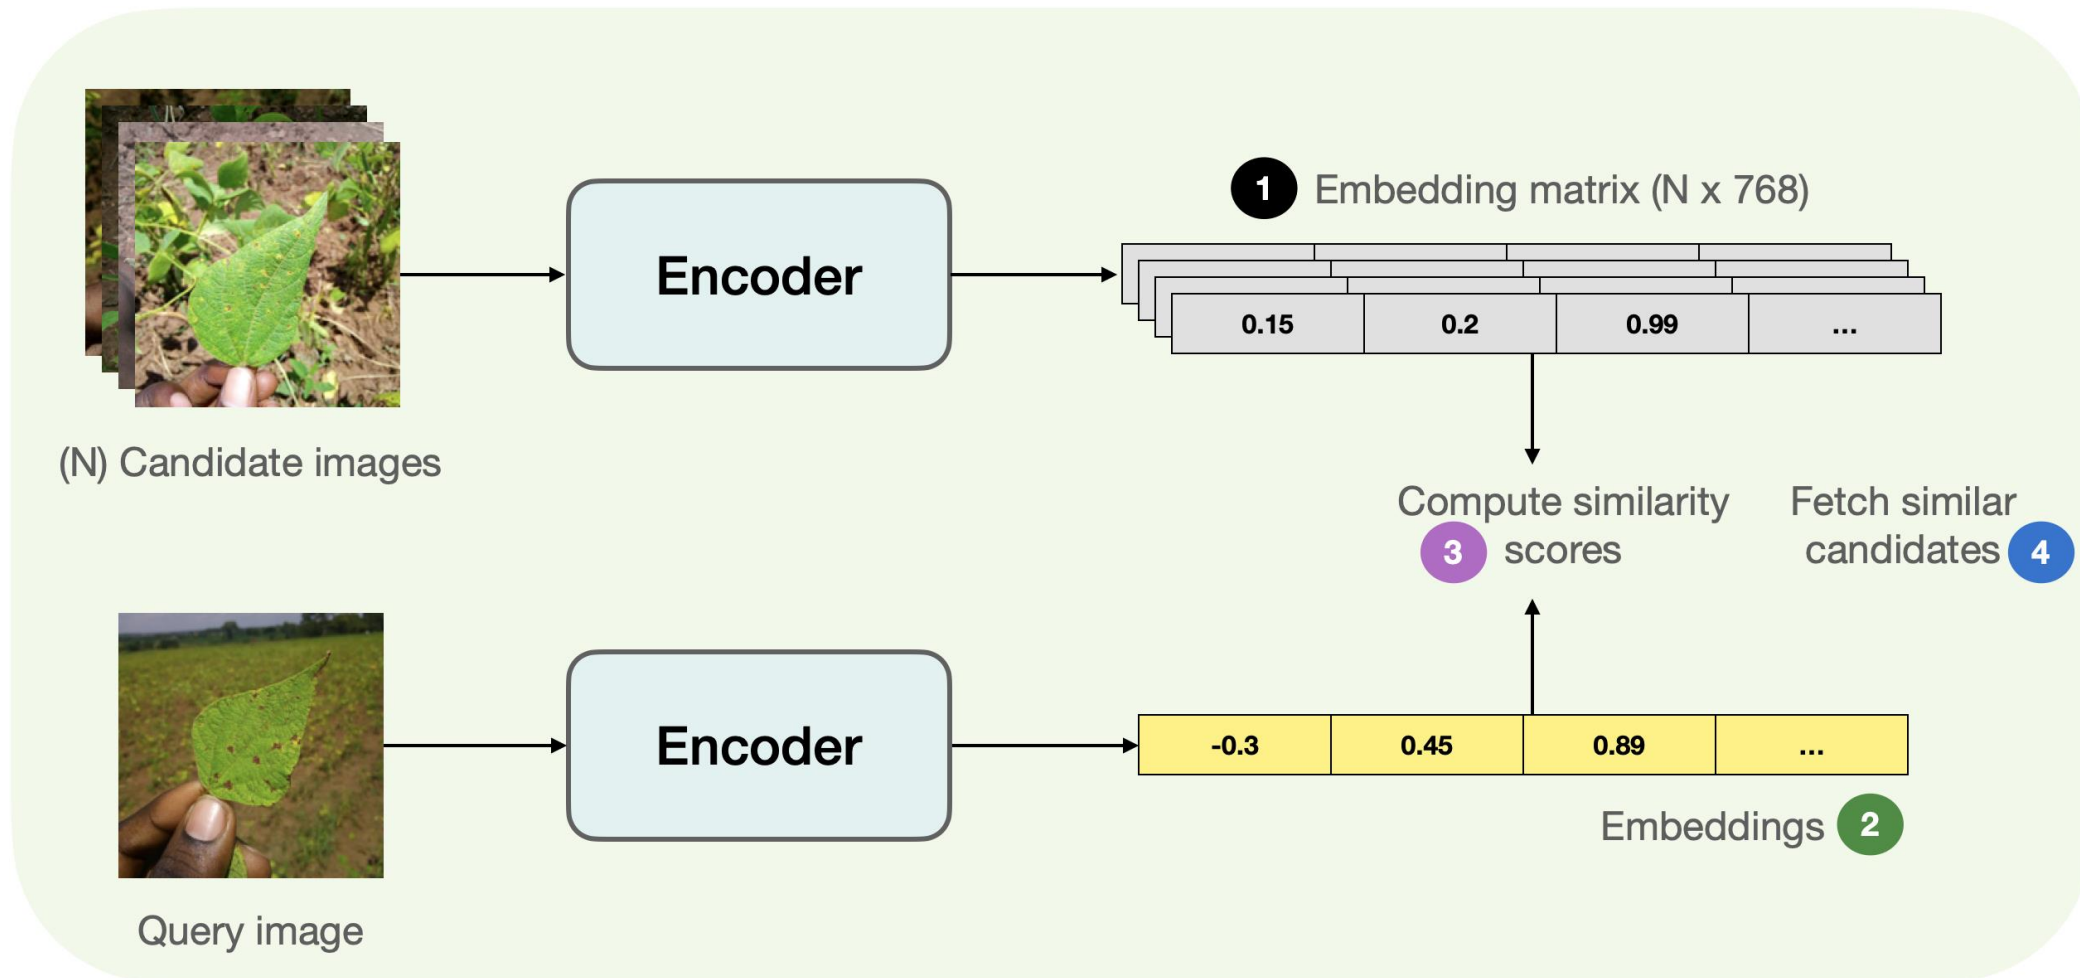 1 Embedding matrix (N x 768)
Encoder
0.15 0.2 0.99 ...
(N) Candidate images
Compute similarity
3 scores
Fetch similar
candidates 4
Encoder
-0.3 0.45 0.89 ...
Embeddings 2
Query image